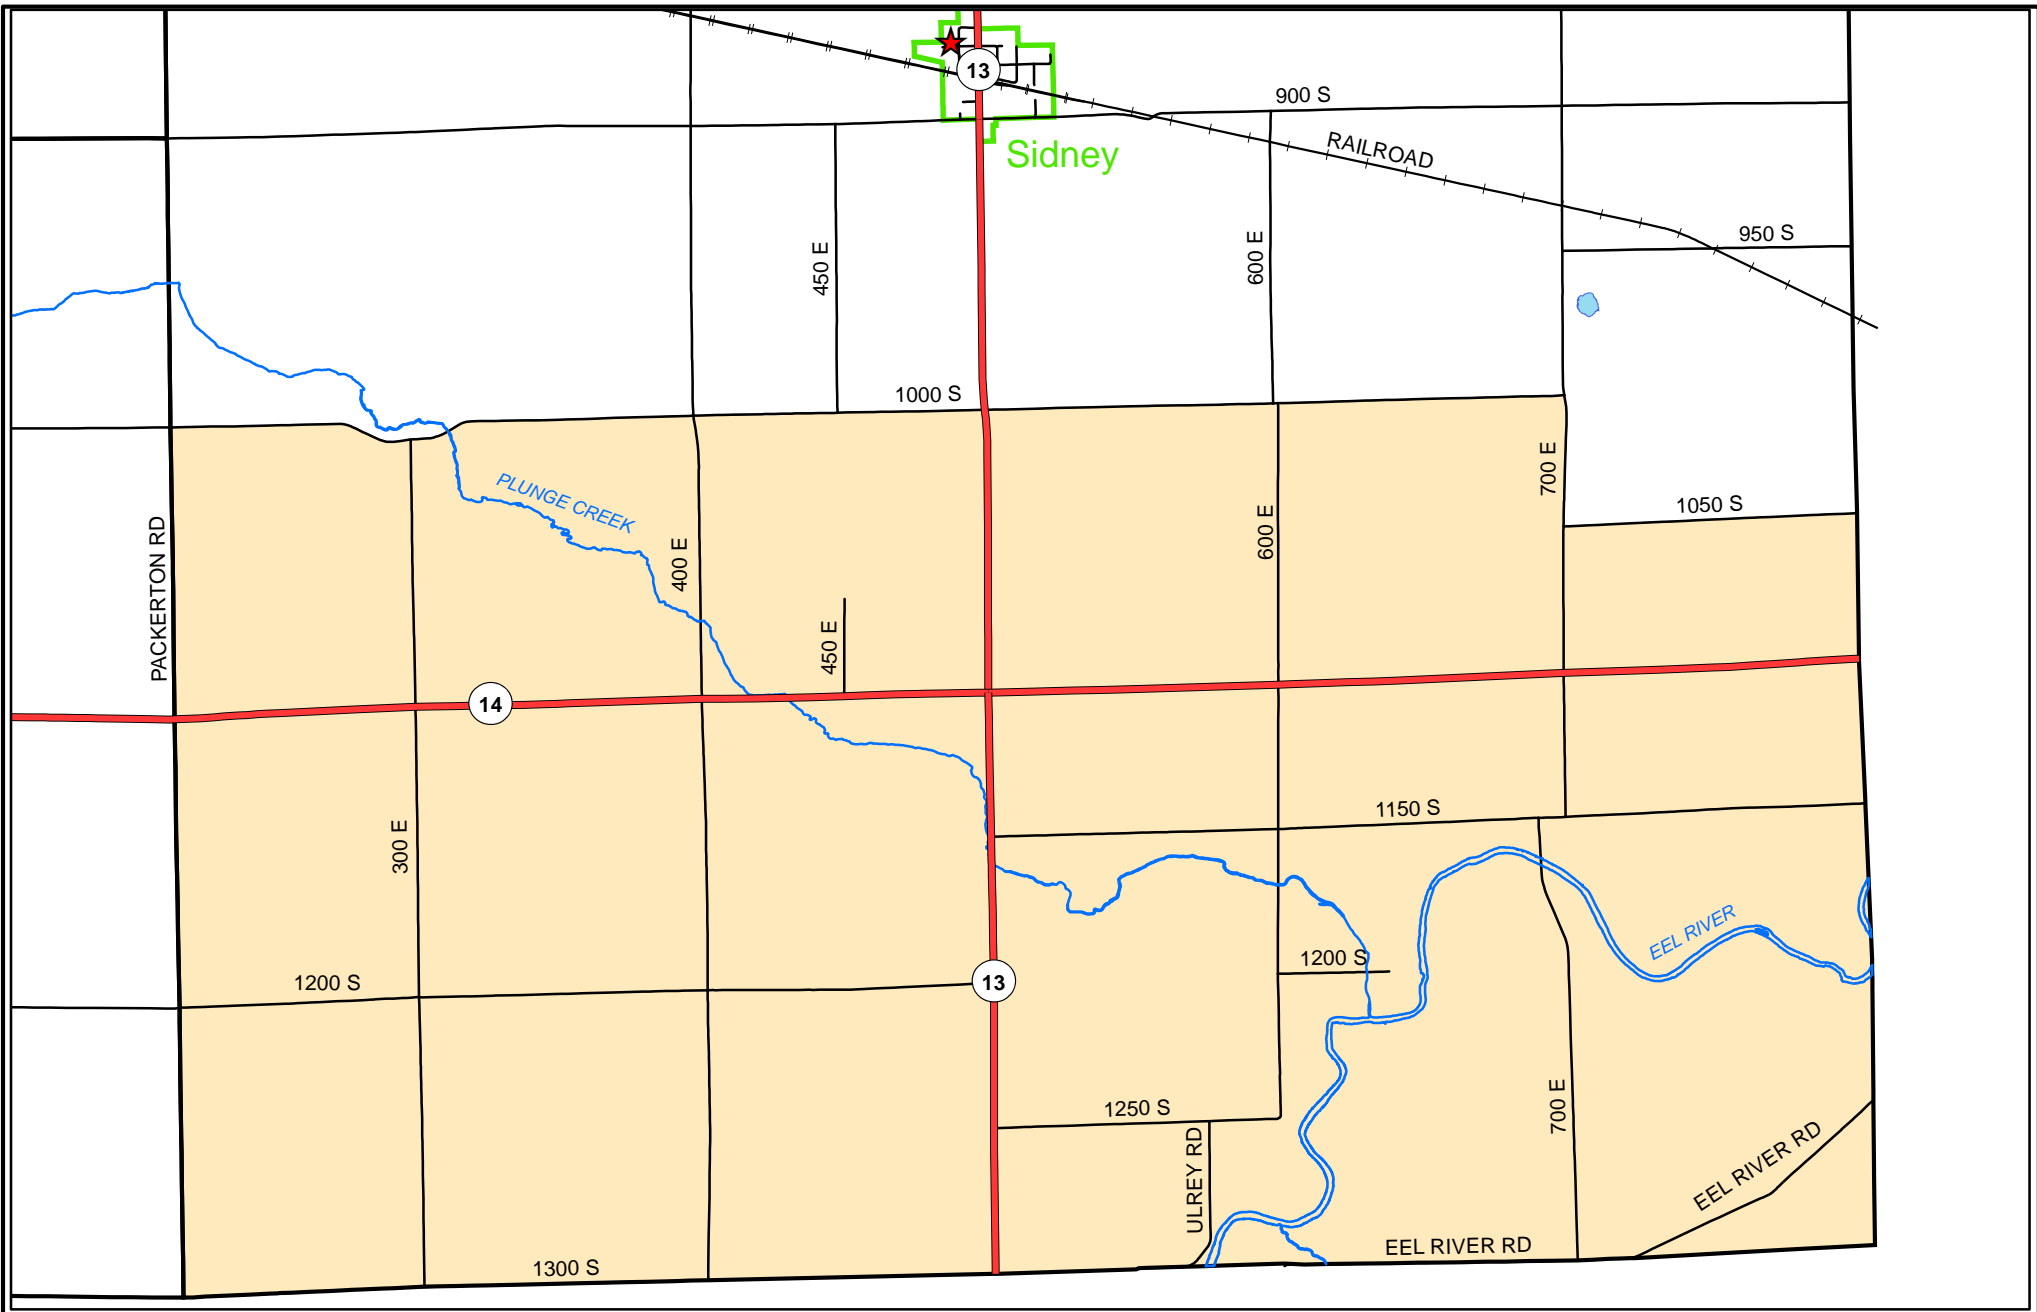 13
900 S
RAILROAD
Sidney
950 S
450 E
600 E
1000 S
700 E
PLUNGE CREEK
1050 S
400 E
600 E
PACKERTON RD
450 E
14
1150 S
300 E
EEL RIVER
1200 S
1200 S
13
1250 S
700 E
ULREY RD
EEL RIVER RD
EEL RIVER RD
1300 S